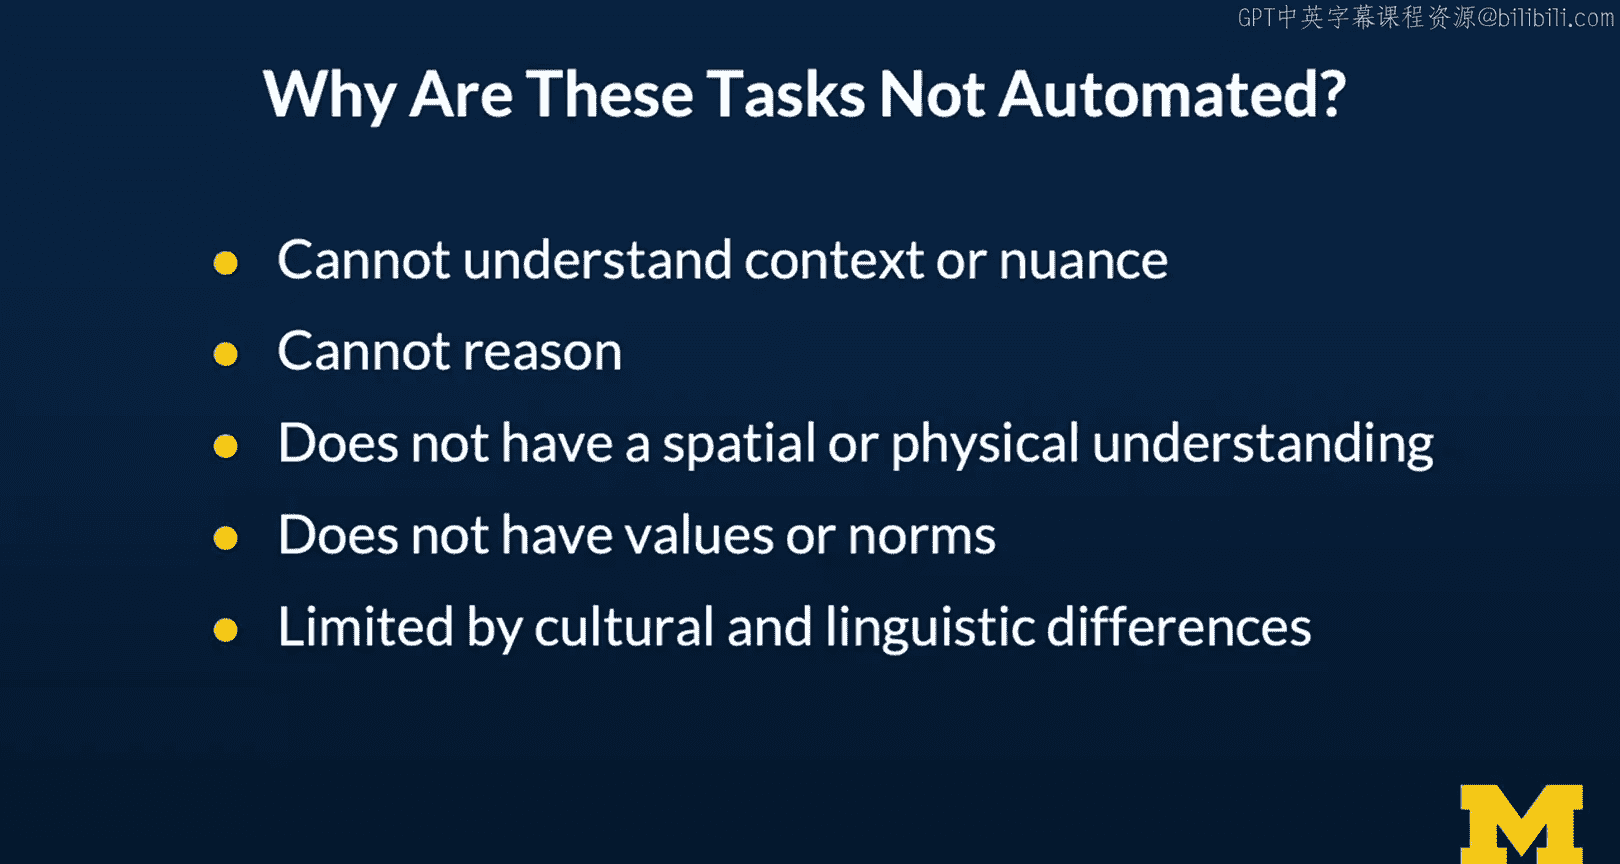 GPT中英字幕课程资源@bilibili.com
Why Are These Tasks Not Automated?
Cannot understand context or nuance
Cannot reason
Does not have a spatial or physical understanding
Does not have values or norms
Limited by cultural and linguistic differences
M